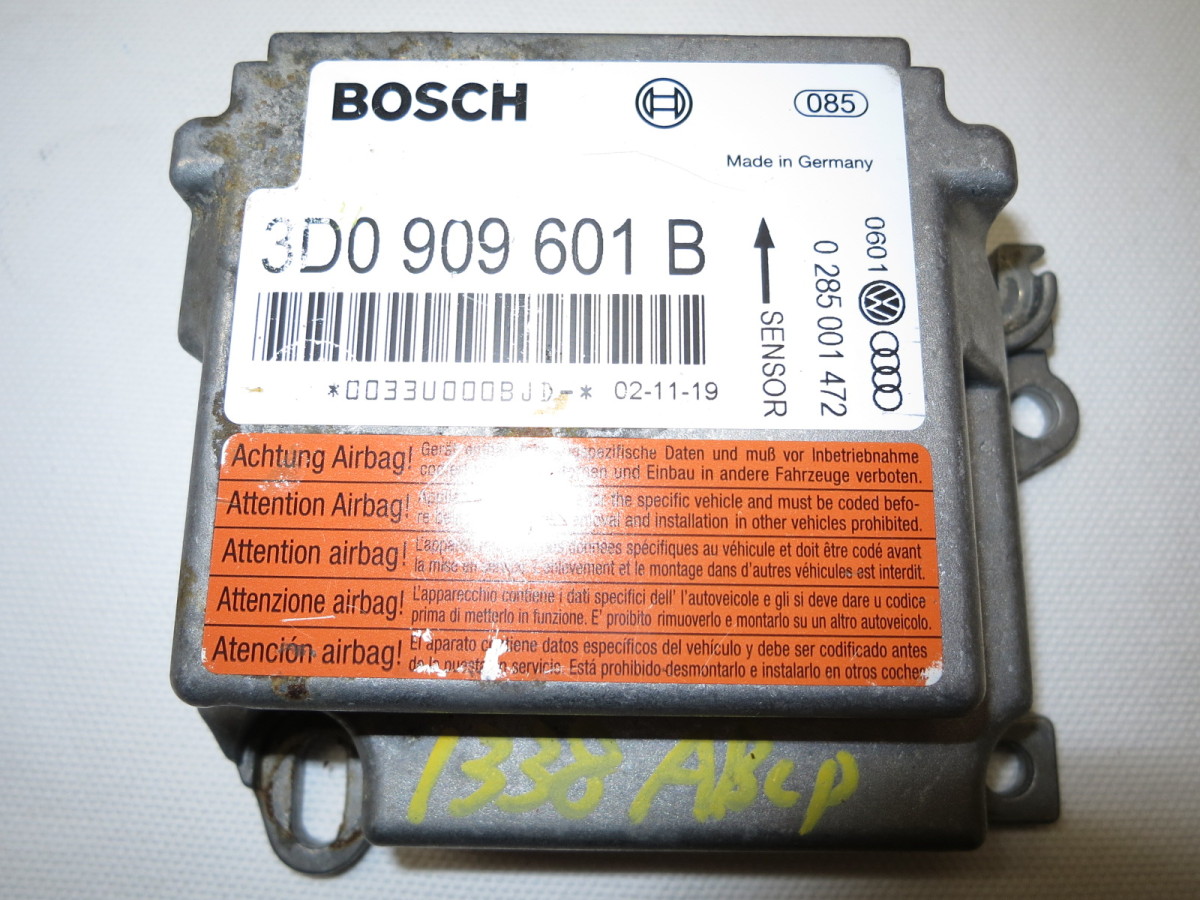 BOSCH
085
Made in Germany
3D0 909 601 B
SENSOR
0 285 001 472
0601
*0033U000BJD-* 02-11-19
Achtung Airbag!
spezifische Daten und muß vor Inbetriebnahme
und Einbau in andere Fahrzeuge verboten.
Attention Airbag!
the specific vehicle and must be coded befo-
and installation in other vehicles prohibited.
Attention airbag!
spécifiques au véhicule et doit être codé avant
la mise et le montage dans d'autres véhicules est interdit.
Attenzione airbag!
L'apparecchio contiene i dati specifici dell' l'autoveicole e gli si deve dare u codice
prima di metterlo in funzione. E' proibito rimuoverlo e montarlo su un altro autoveicolo.
Atención airbag!
El aparato datos específicos del vehículo y debe ser codificado antes
servicio. Está prohibido-desmontarlo e instalarlo en otros coches
1338 ABCP